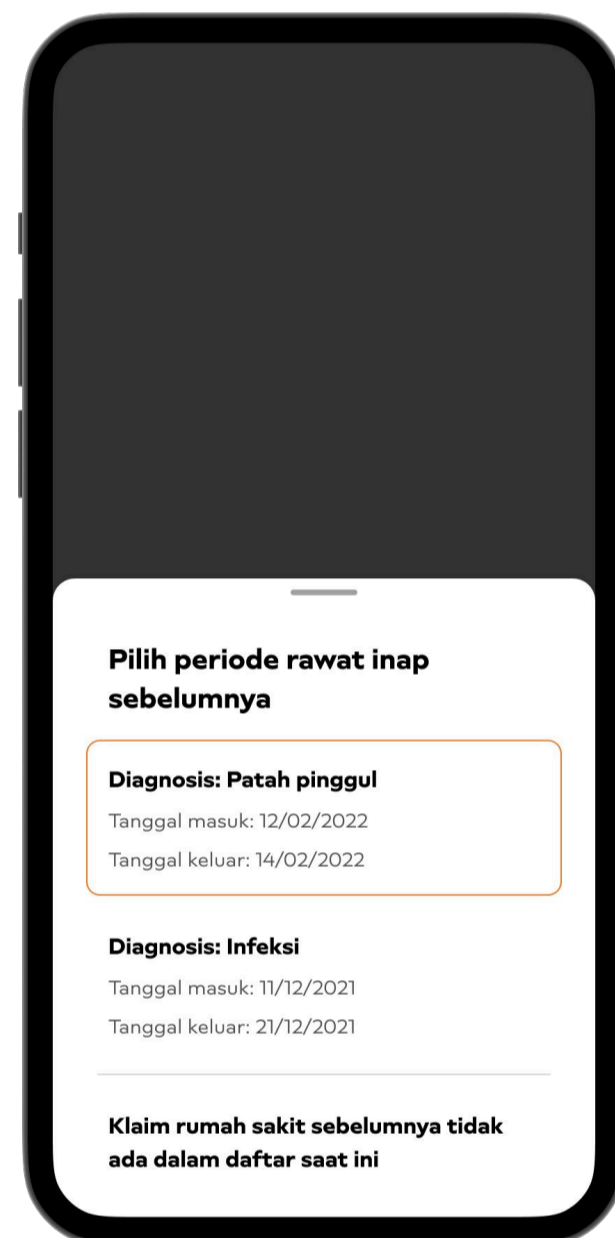 Pilih periode rawat inap
sebelumnya
Diagnosis: Patah pinggul
Tanggal masuk: 12/02/2022
Tanggal keluar: 14/02/2022
Diagnosis: Infeksi
Tanggal masuk: 11/12/2021
Tanggal keluar: 21/12/2021
Klaim rumah sakit sebelumnya tidak
ada dalam daftar saat ini